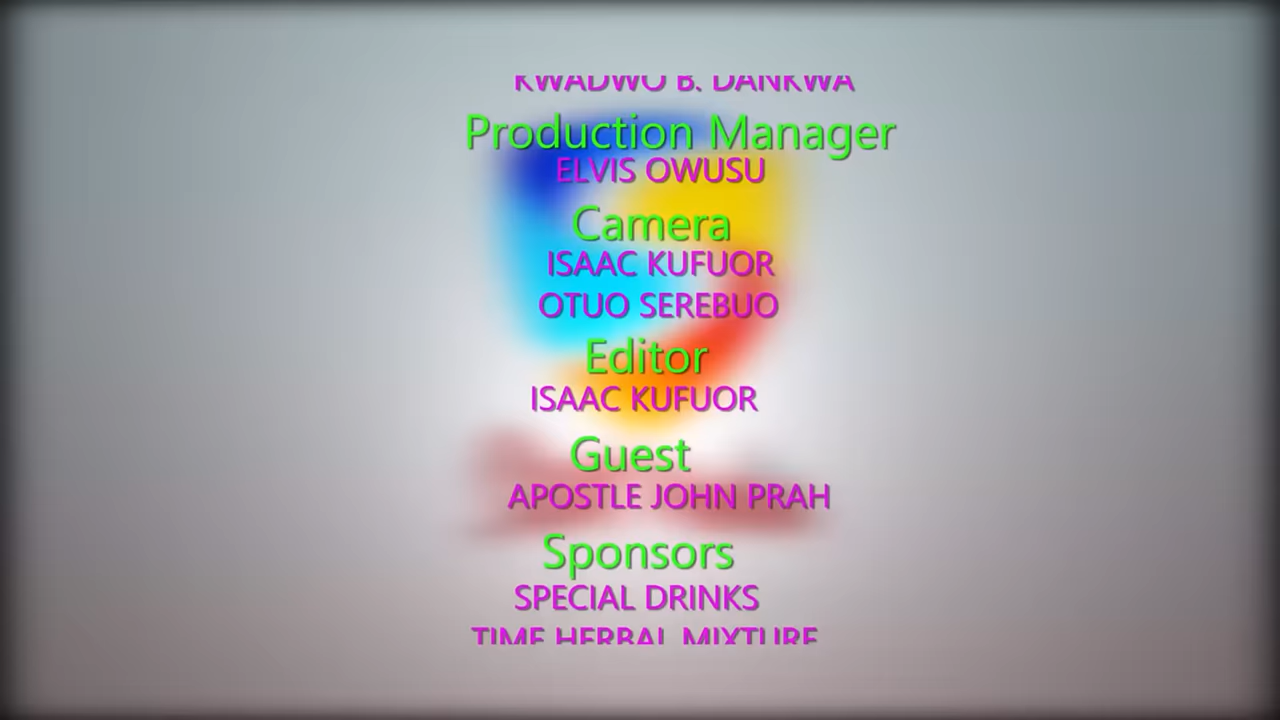 KWADWO B. DANKWA
Production Manager
ELVIS OWUSU
Camera
ISAAC KUFUOR
OTUO SEREBUO
Editor
ISAAC KUFUOR
Guest
APOSTLE JOHN PRAH
Sponsors
SPECIAL DRINKS
TIME HERBAL MIXTURE